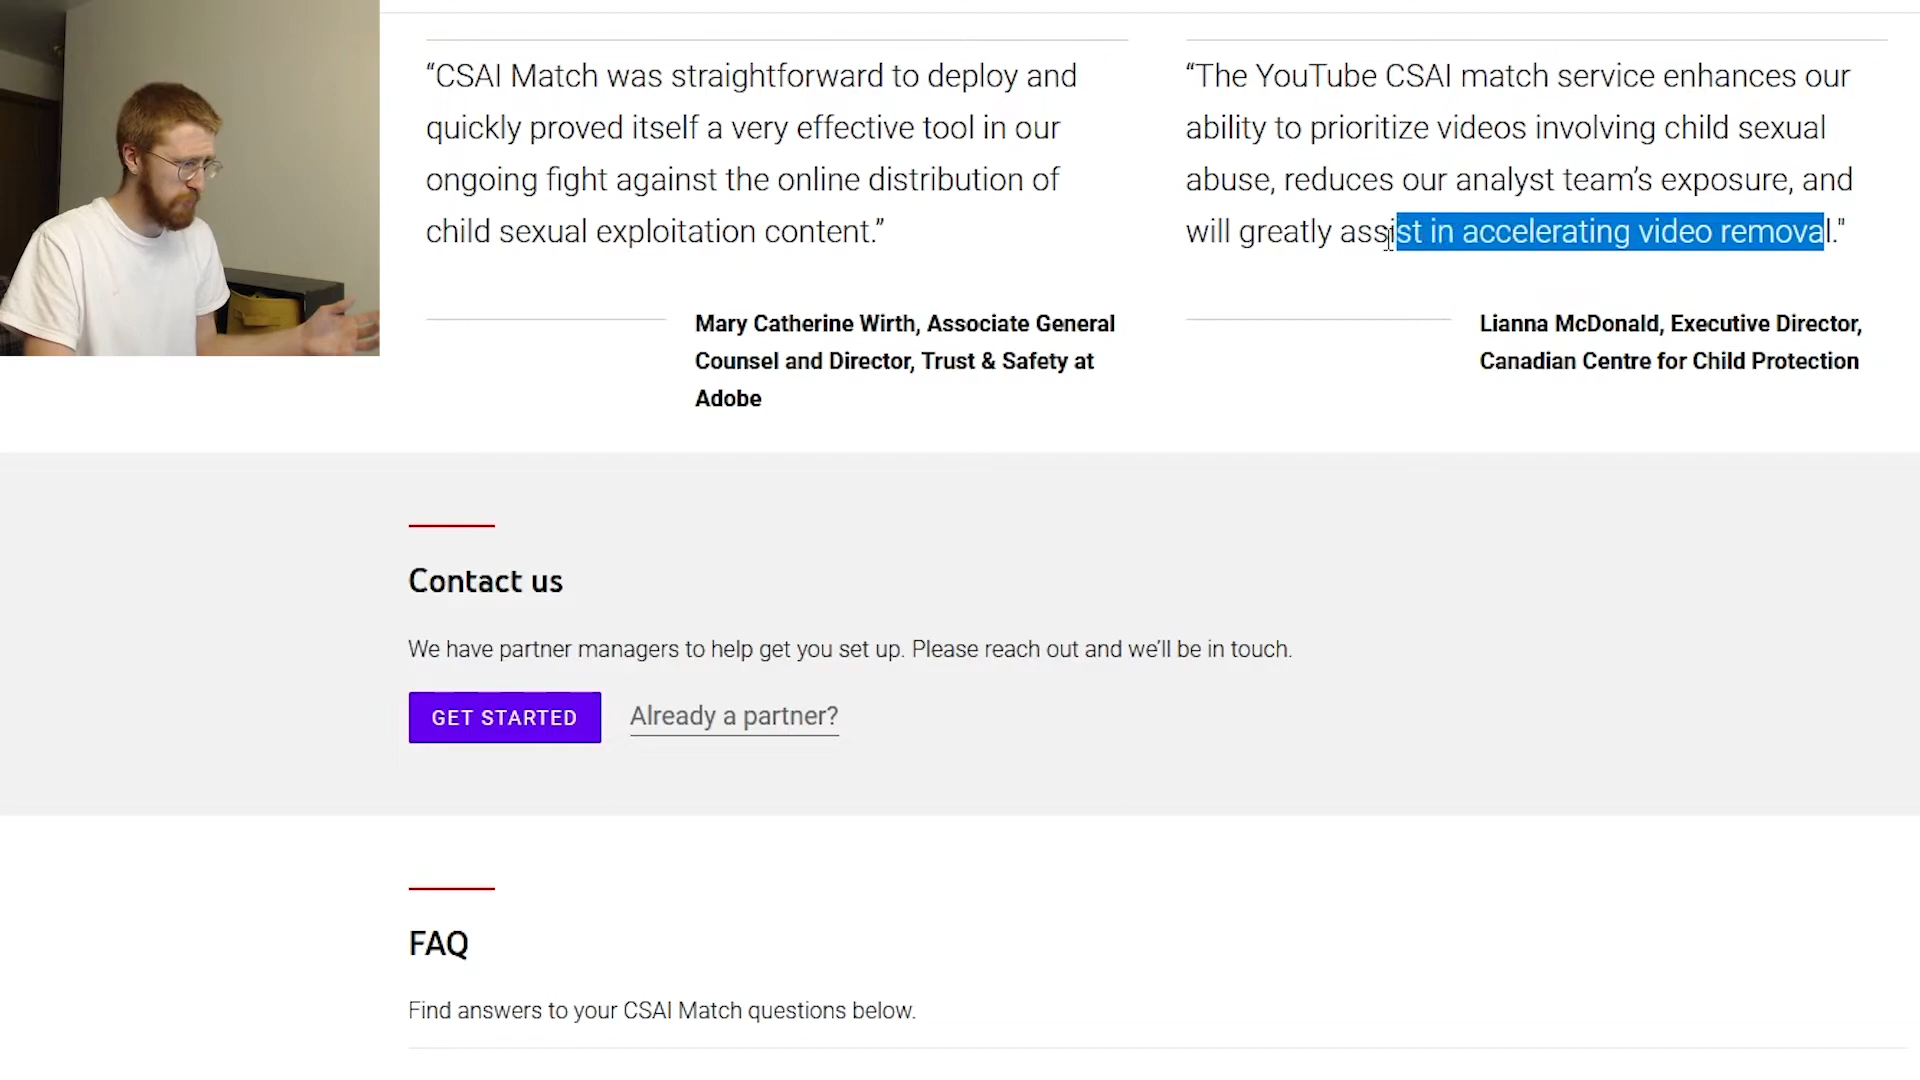 “CSAI Match was straightforward to deploy and
quickly proved itself a very effective tool in our
ongoing fight against the online distribution of
child sexual exploitation content.”
Mary Catherine Wirth, Associate General
Counsel and Director, Trust & Safety at
Adobe
“The YouTube CSAI match service enhances our
ability to prioritize videos involving child sexual
abuse, reduces our analyst team’s exposure, and
will greatly assist in accelerating video removal."
Lianna McDonald, Executive Director,
Canadian Centre for Child Protection
Contact us
We have partner managers to help get you set up. Please reach out and we’ll be in touch.
GET STARTED
Already a partner?
FAQ
Find answers to your CSAI Match questions below.